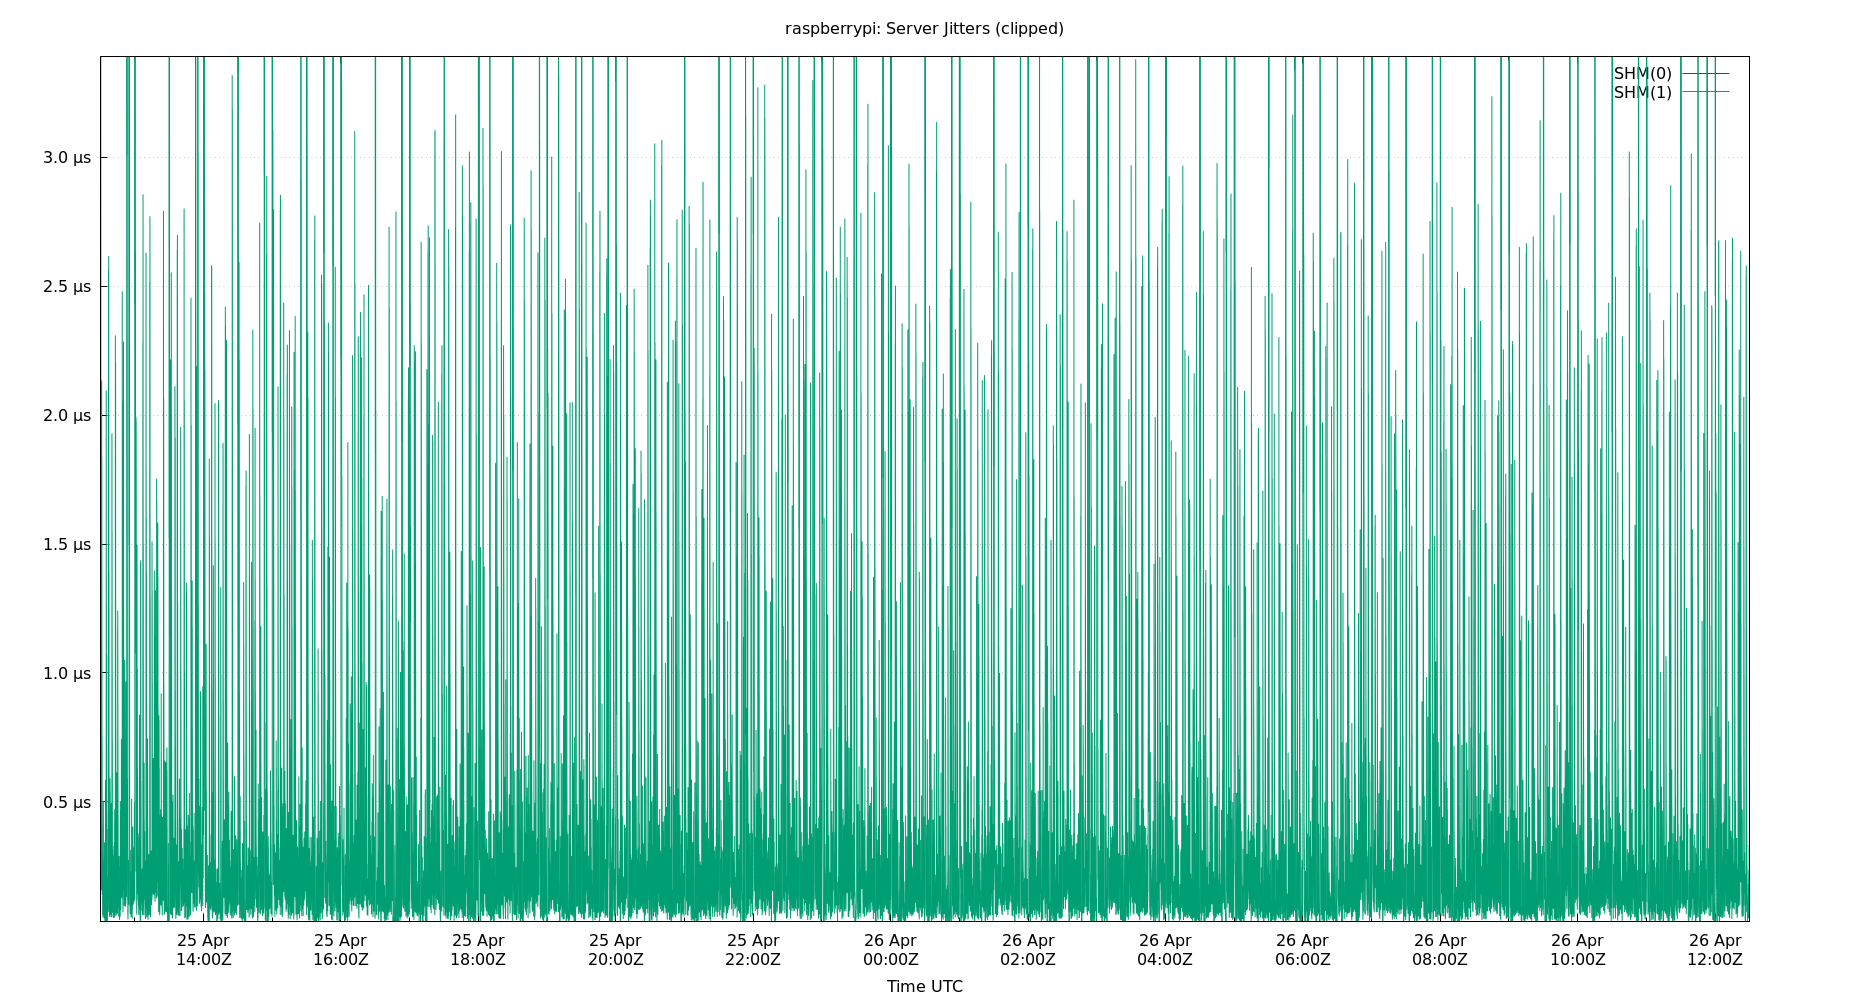 raspberrypi: Server Jitters (clipped)
SHM(0)
SHM(1)
3.0 µs
2.5 µs
2.0 µs
1.5 µs
1.0 µs
0.5 µs
25 Apr 25 Apr 25 Apr 25 Apr 25 Apr 26 Apr 26 Apr 26 Apr 26 Apr 26 Apr 26 Apr 26 Apr
14:00Z 16:00Z 18:00Z 20:00Z 22:00Z 00:00Z 02:00Z 04:00Z 06:00Z 08:00Z 10:00Z 12:00Z
Time UTC